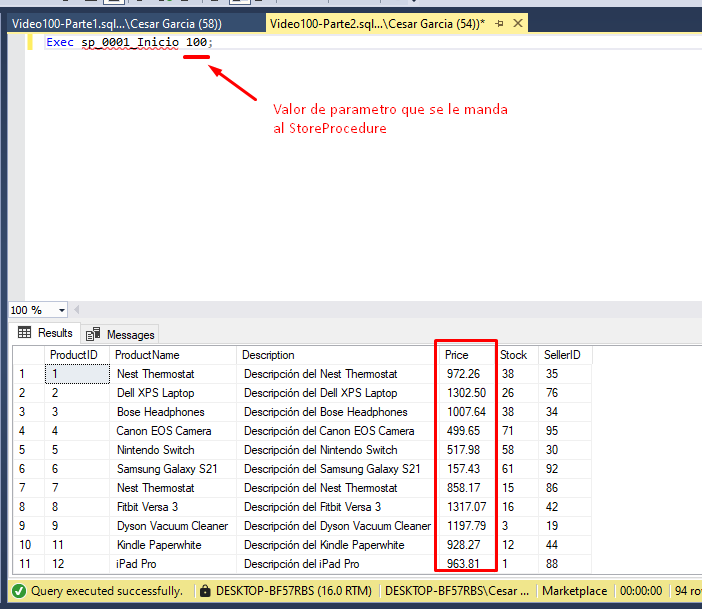 Video100-Parte1.sql...\Cesar Garcia (58))
Video100-Parte2.sql...\Cesar Garcia (54))*
Exec sp_0001_Inicio 100;
Valor de parametro que se le manda
al StoreProcedure
100 %
Results Messages
ProductID ProductName Description Price Stock SellerID
1 1 Nest Thermostat Descripción del Nest Thermostat 972.26 38 35
2 2 Dell XPS Laptop Descripción del Dell XPS Laptop 1302.50 26 76
3 3 Bose Headphones Descripción del Bose Headphones 1007.64 38 34
4 4 Canon EOS Camera Descripción del Canon EOS Camera 499.65 71 95
5 5 Nintendo Switch Descripción del Nintendo Switch 517.98 58 30
6 6 Samsung Galaxy S21 Descripción del Samsung Galaxy S21 157.43 61 92
7 7 Nest Thermostat Descripción del Nest Thermostat 858.17 15 86
8 8 Fitbit Versa 3 Descripción del Fitbit Versa 3 1317.07 16 42
9 9 Dyson Vacuum Cleaner Descripción del Dyson Vacuum Cleaner 1197.79 3 19
10 11 Kindle Paperwhite Descripción del Kindle Paperwhite 928.27 12 44
11 12 iPad Pro Descripción del iPad Pro 963.81 1 88
Query executed successfully. DESKTOP-BF57RBS (16.0 RTM) DESKTOP-BF57RBS\Cesar ... Marketplace 00:00:00 94 ro